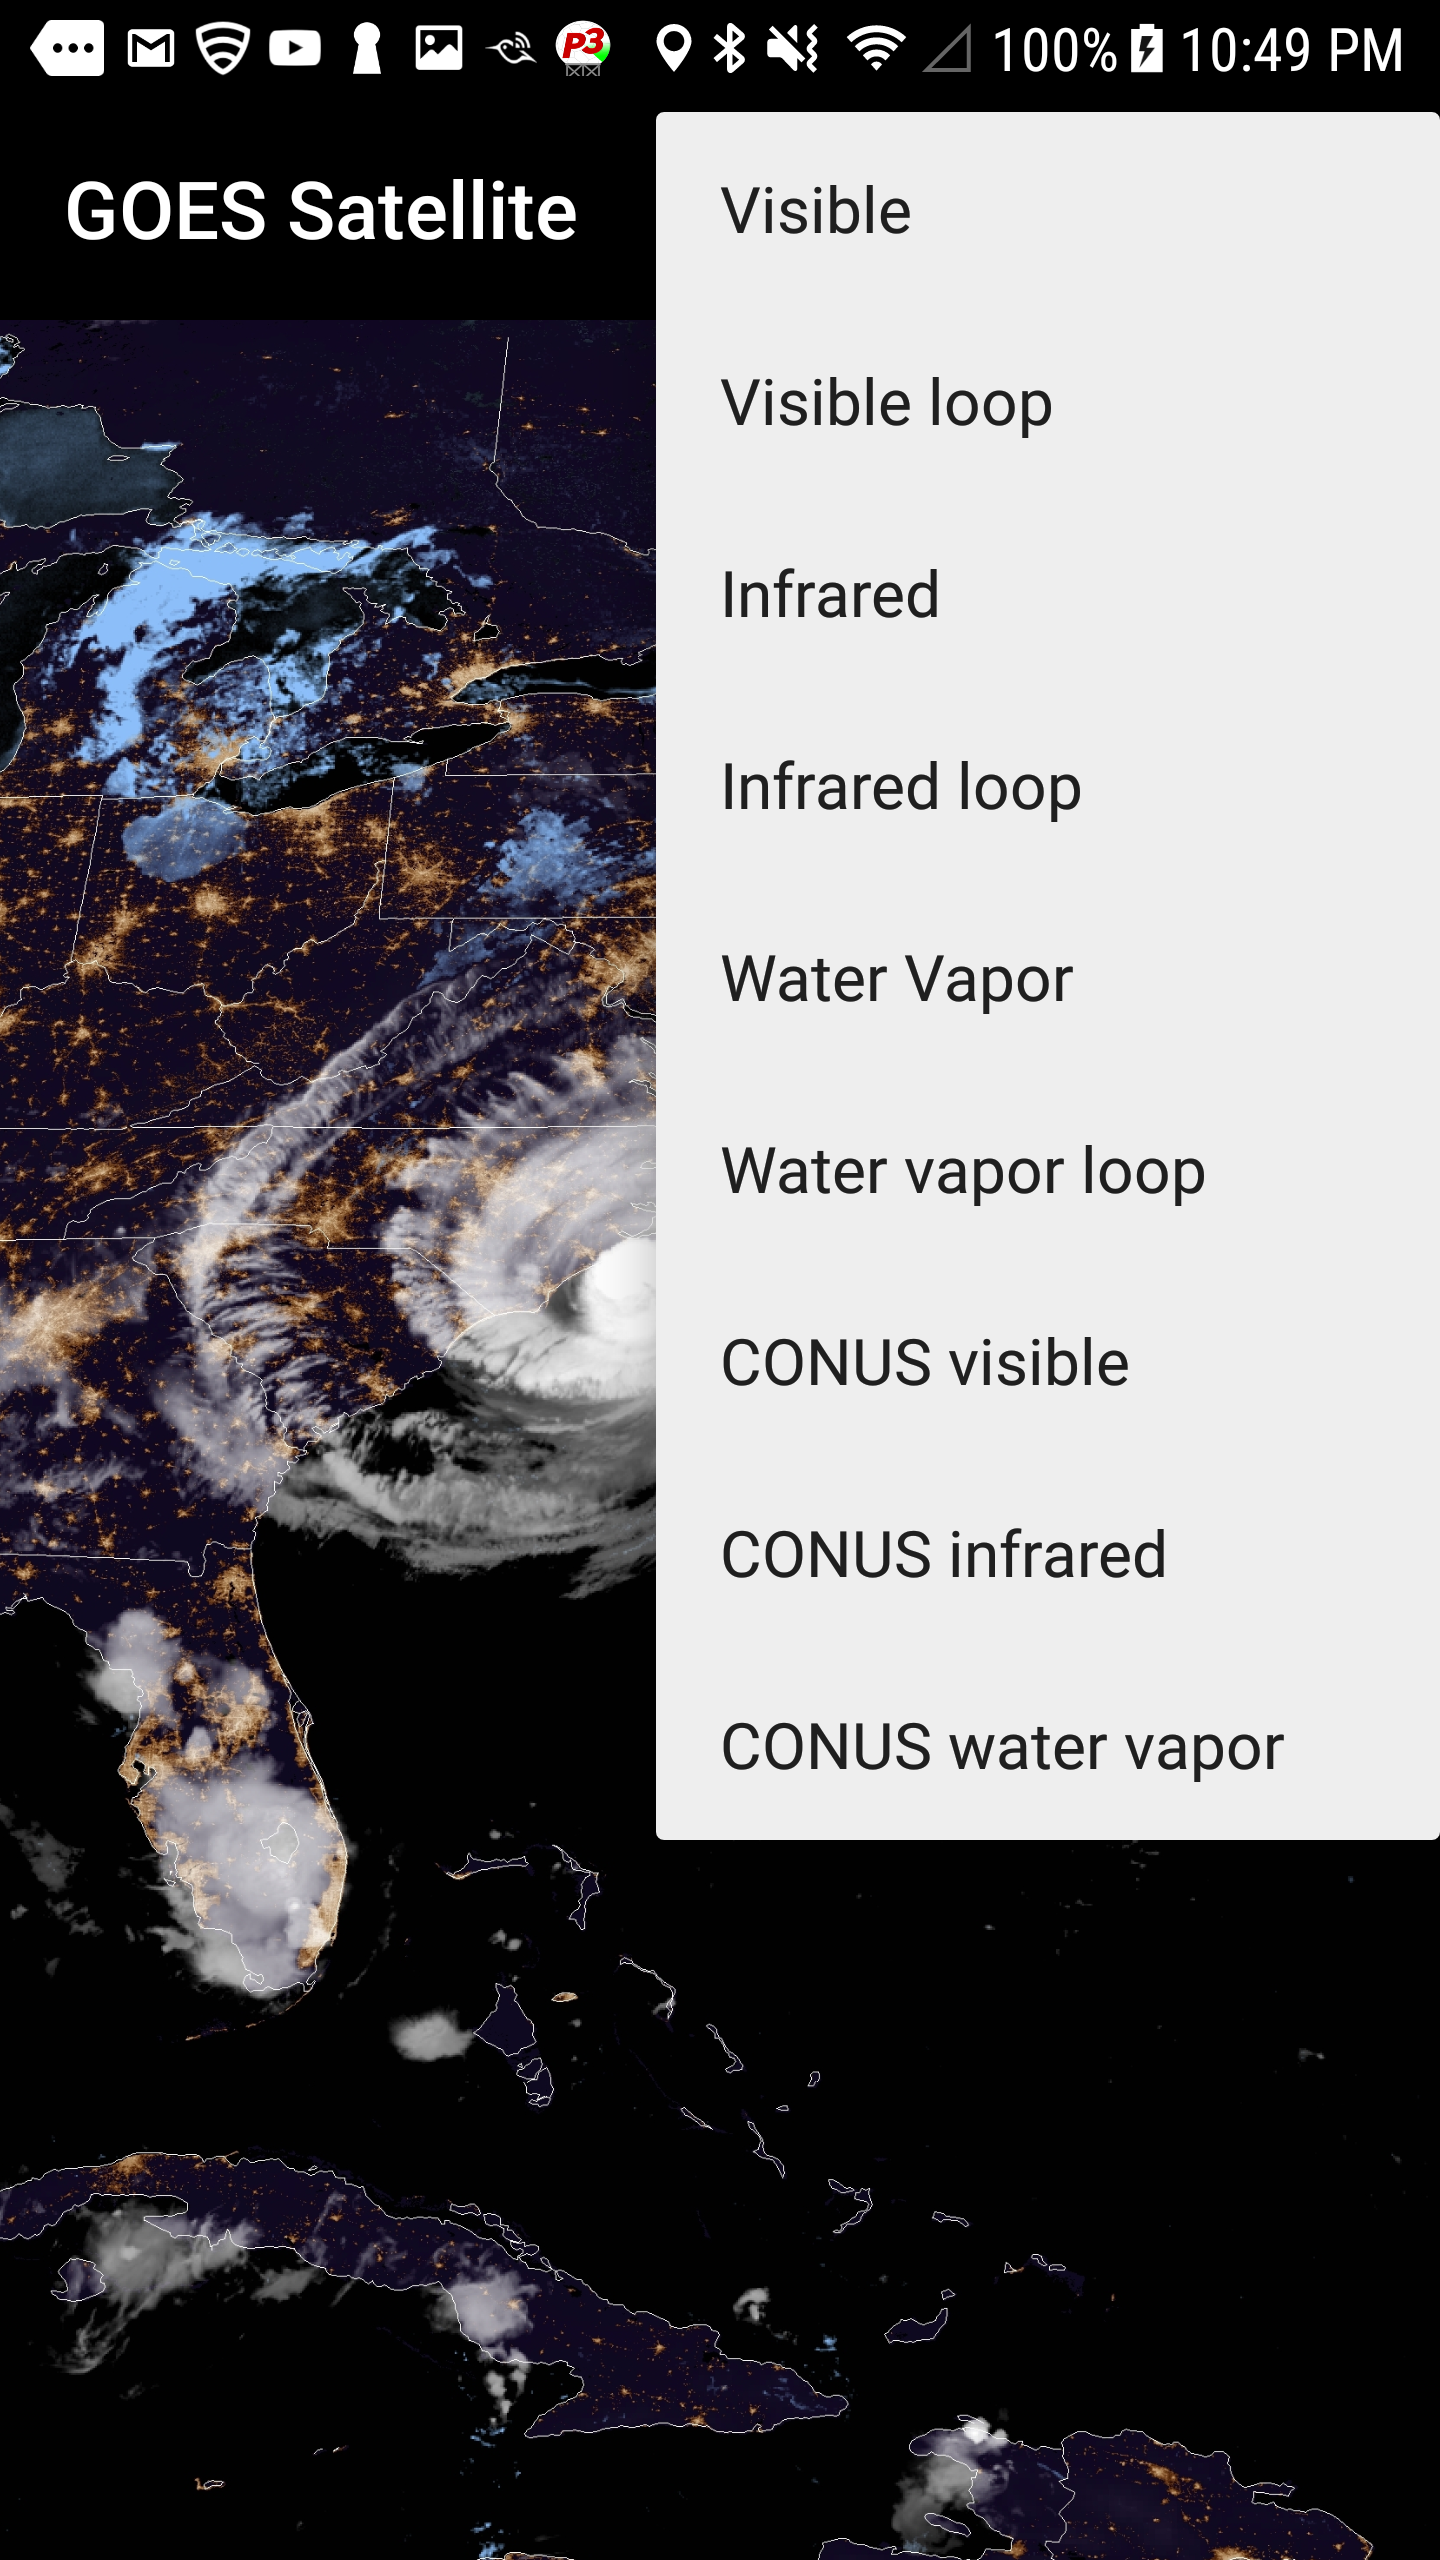 P3
100% 10:49 PM
GOES Satellite
Visible
Visible loop
Infrared
Infrared loop
Water Vapor
Water vapor loop
CONUS visible
CONUS infrared
CONUS water vapor